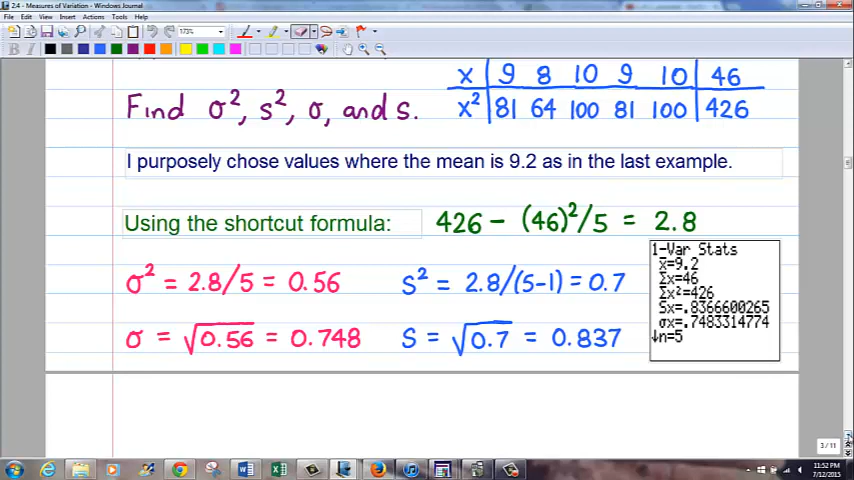 2.4 - Measures of Variation - Windows Journal
File Edit View Insert Actions Tools Help
173%
x 9 8 10 9 10 46
Find σ², s², σ, and s. x² 81 64 100 81 100 426
I purposely chose values where the mean is 9.2 as in the last example.
Using the shortcut formula: 426 - (46)²/5 = 2.8
σ² = 2.8/5 = 0.56 s² = 2.8/(5-1) = 0.7
σ = √0.56 = 0.748 s = √0.7 = 0.837
1-Var Stats
x̄=9.2
Σx=46
Σx²=426
Sx=.8366600265
σx=.7483314774
↓n=5
3 / 11
11:52 PM
7/12/2015